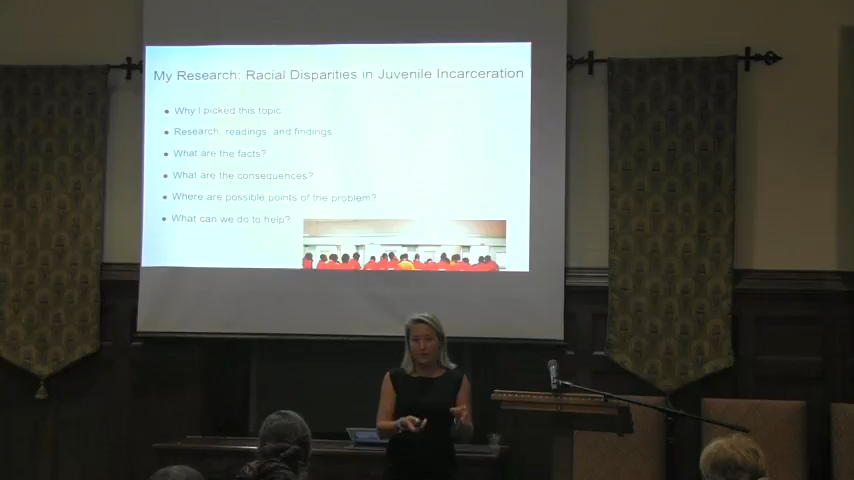 My Research: Racial Disparities in Juvenile Incarceration
• Why I picked this topic
• Research, readings, and findings
• What are the facts?
• What are the consequences?
• Where are possible points of the problem?
• What can we do to help?